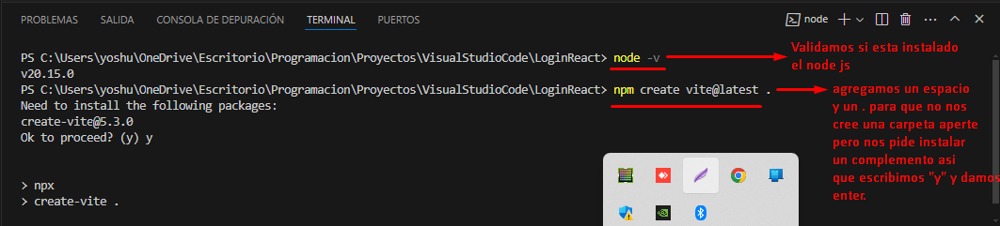 PROBLEMAS SALIDA CONSOLA DE DEPURACIÓN TERMINAL PUERTOS node
PS C:\Users\yoshu\OneDrive\Escritorio\Programacion\Proyectos\VisualStudioCode\LoginReact> node -v
v20.15.0
PS C:\Users\yoshu\OneDrive\Escritorio\Programacion\Proyectos\VisualStudioCode\LoginReact> npm create vite@latest .
Need to install the following packages:
create-vite@5.3.0
Ok to proceed? (y) y
> npx
> create-vite .
Validamos si esta instalado
el node js
agregamos un espacio
y un . para que no nos
cree una carpeta aperte
pero nos pide instalar
un complemento asi
que escribimos "y" y damos
enter.